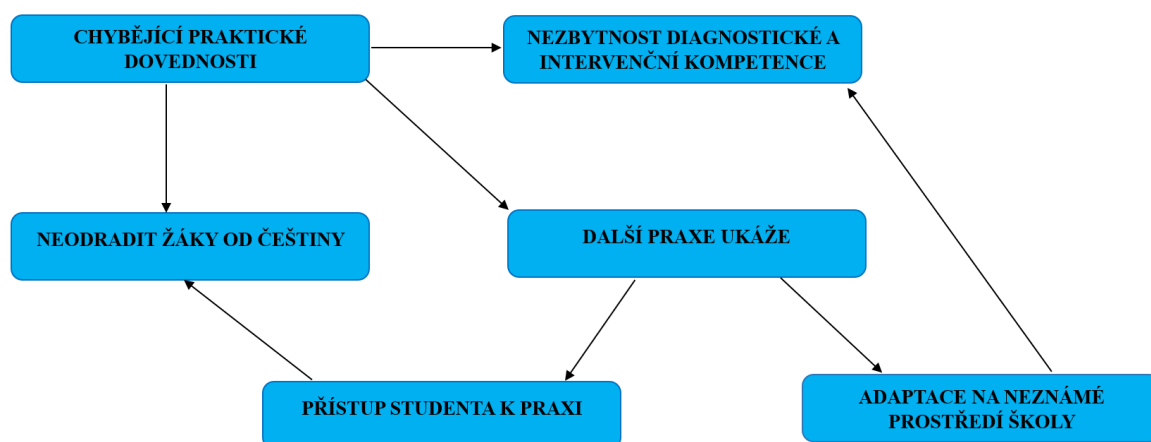 CHYBĚJÍCÍ PRAKTICKÉ
DOVEDNOSTI
NEZBYTNOST DIAGNOSTICKÉ A
INTERVENČNÍ KOMPETENCE
NEODRADIT ŽÁKY OD ČEŠTINY
DALŠÍ PRAXE UKÁŽE
PŘÍSTUP STUDENTA K PRAXI
ADAPTACE NA NEZNÁMÉ
PROSTŘEDÍ ŠKOLY